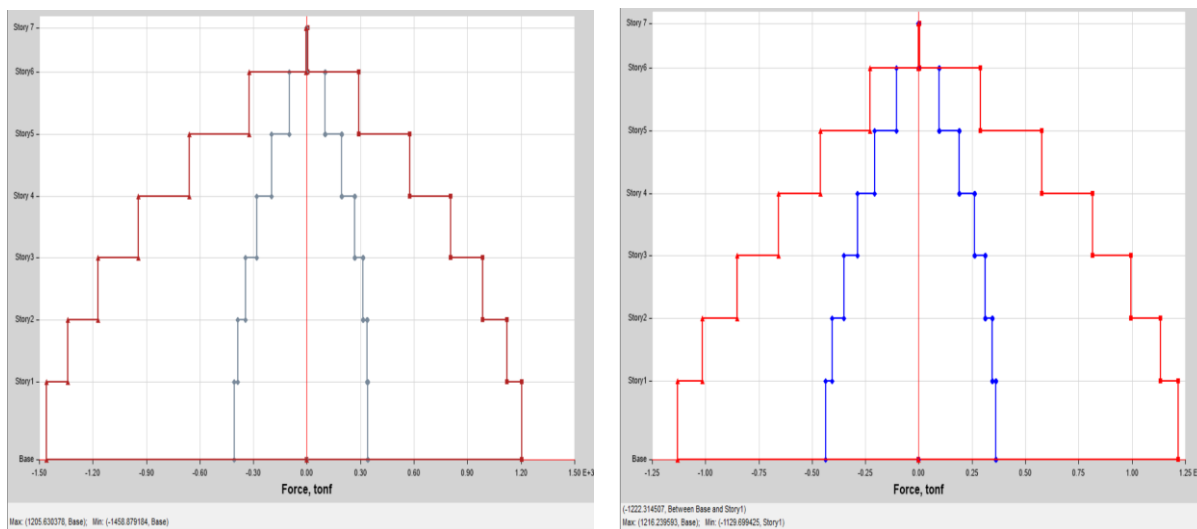 Story 7
Story6
Story5
Story 4
Story3
Story2
Story1
Base
-1.50 -1.20 -0.90 -0.60 -0.30 0.00 0.30 0.60 0.90 1.20 1.50 E+3
Force, tonf
Max: (1205.630378, Base); Min: (-1458.879184, Base)
Story 7
Story6
Story5
Story 4
Story3
Story2
Story1
Base
-1.25 -1.00 -0.75 -0.50 -0.25 0.00 0.25 0.50 0.75 1.00 1.25 E
Force, tonf
(-1222.314507, Between Base and Story1)
Max: (1216.239593, Base); Min: (-1129.699425, Story1)